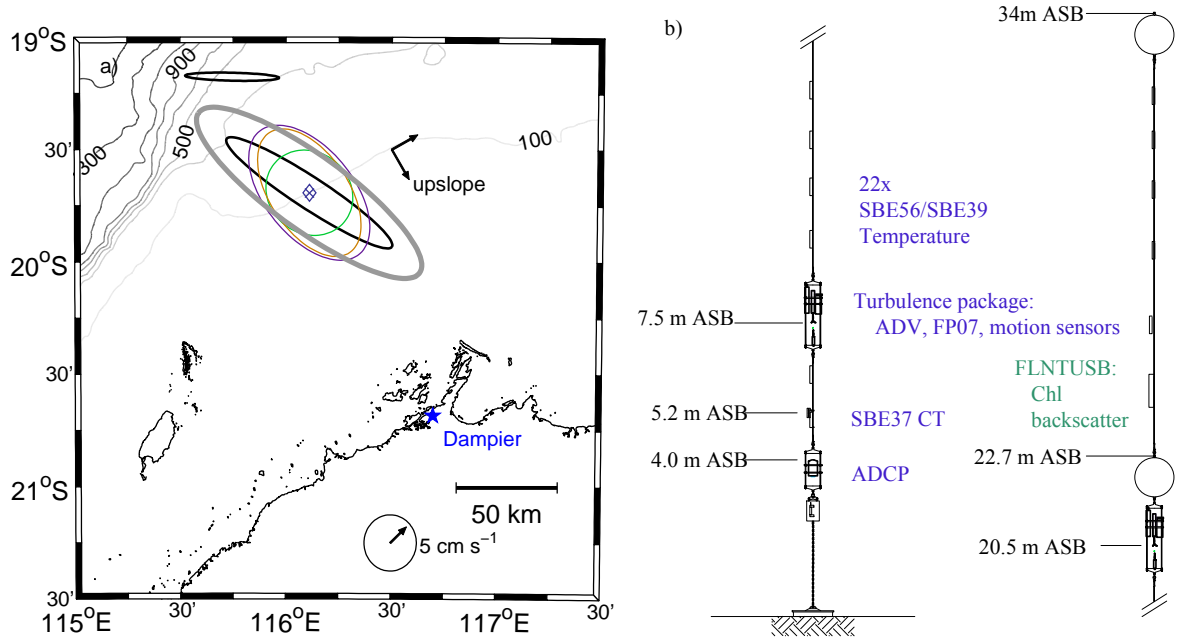 19°S
a)
900
300
500
100
30'
upslope
20°S
30'
Dampier
21°S
50 km
5 cm s⁻¹
30'
115°E
30'
116°E
30'
117°E
30'
b)
34m ASB
22x
SBE56/SBE39
Temperature
7.5 m ASB
Turbulence package:
ADV, FP07, motion sensors
FLNTUSB:
Chl
backscatter
5.2 m ASB
SBE37 CT
4.0 m ASB
ADCP
22.7 m ASB
20.5 m ASB